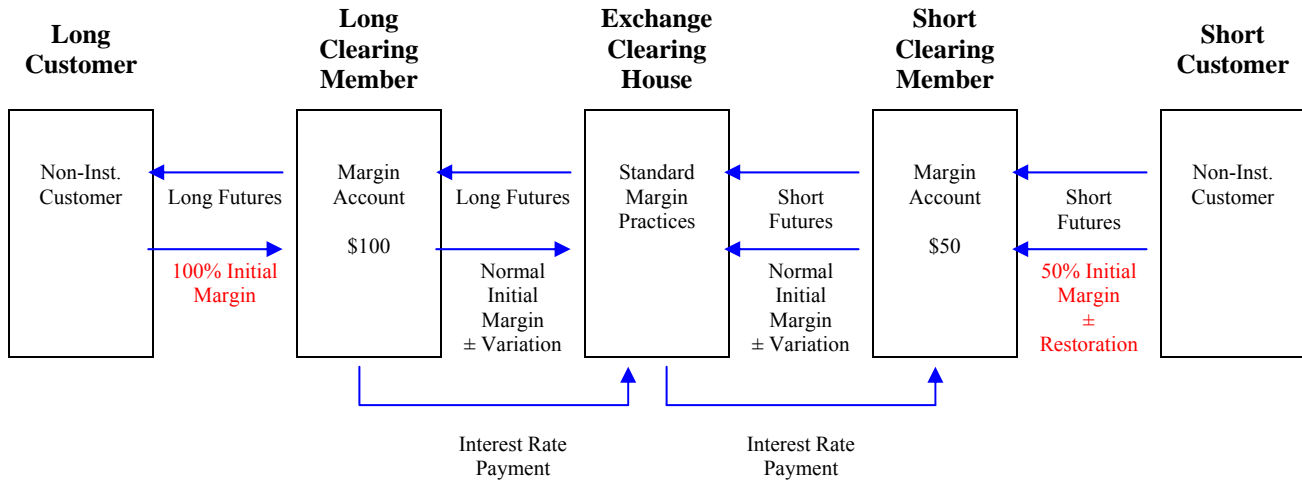 Long
Customer
Long
Clearing
Member
Exchange
Clearing
House
Short
Clearing
Member
Short
Customer
Non-Inst.
Customer
Long Futures
100% Initial
Margin
Margin
Account
$100
Long Futures
Normal
Initial
Margin
± Variation
Standard
Margin
Practices
Short
Futures
Normal
Initial
Margin
± Variation
Margin
Account
$50
Short
Futures
50% Initial
Margin
±
Restoration
Non-Inst.
Customer
Interest Rate
Payment
Interest Rate
Payment